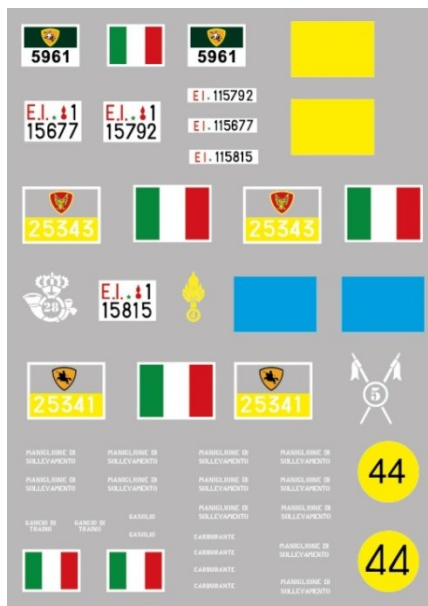 5961
5961
E.I. 1
15677
E.I. 1
15792
E I . 115792
E I . 115677
E I . 115815
25343
25343
28
E.I. 1
15815
4
25341
25341
5
MANIGLIONE DI
SOLLEVAMENTO
MANIGLIONE DI
SOLLEVAMENTO
MANIGLIONE DI
SOLLEVAMENTO
MANIGLIONE DI
SOLLEVAMENTO
44
MANIGLIONE DI
SOLLEVAMENTO
MANIGLIONE DI
SOLLEVAMENTO
MANIGLIONE DI
SOLLEVAMENTO
MANIGLIONE DI
SOLLEVAMENTO
GANCIO DI
TRAINO
GANCIO DI
TRAINO
GASOLIO
GASOLIO
MANIGLIONE DI
SOLLEVAMENTO
MANIGLIONE DI
SOLLEVAMENTO
CARBURANTE
CARBURANTE
CARBURANTE
CARBURANTE
MANIGLIONE DI
SOLLEVAMENTO
MANIGLIONE DI
SOLLEVAMENTO
44